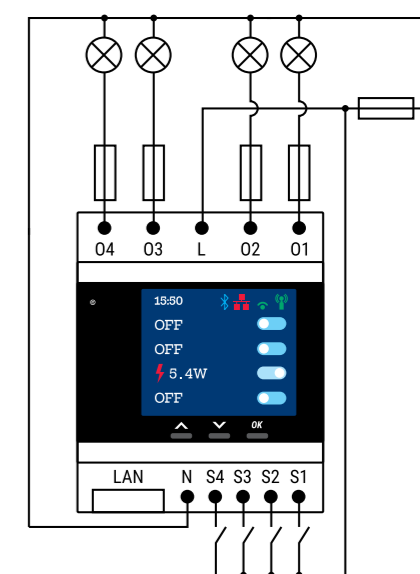 O4 O3 L O2 O1
®
15:50
OFF
OFF
5.4W
OFF
OK
LAN N S4 S3 S2 S1